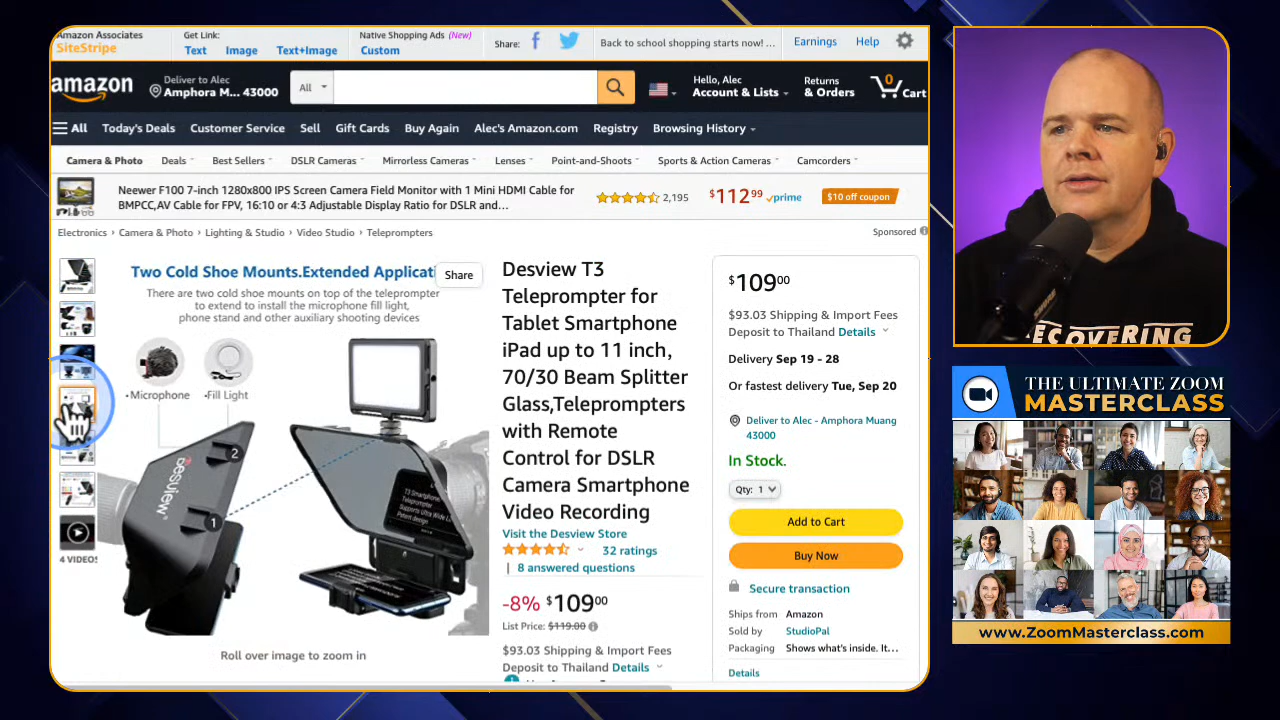 Amazon Associates
SiteStripe
Get Link:
Text Image Text+Image
Native Shopping Ads (New)
Custom
Share:
Back to school shopping starts now! ...
Earnings
Help
amazon
Deliver to Alec
Amphora M... 43000
All
Hello, Alec
Account & Lists
Returns
& Orders
0
Cart
All
Today's Deals
Customer Service
Sell
Gift Cards
Buy Again
Alec's Amazon.com
Registry
Browsing History
Camera & Photo
Deals
Best Sellers
DSLR Cameras
Mirrorless Cameras
Lenses
Point-and-Shoots
Sports & Action Cameras
Camcorders
Neewer F100 7-inch 1280x800 IPS Screen Camera Field Monitor with 1 Mini HDMI Cable for
BMPCC,AV Cable for FPV, 16:10 or 4:3 Adjustable Display Ratio for DSLR and...
2,195
$112.99
prime
$10 off coupon
Electronics › Camera & Photo › Lighting & Studio › Video Studio › Teleprompters
Sponsored
Two Cold Shoe Mounts.Extended Applicati
Share
There are two cold shoe mounts on top of the teleprompter
to extend to install the microphone fill light,
phone stand and other auxiliary shooting devices
•Microphone
•Fill Light
2
1
DESVIEW
T3 Smartphone
Teleprompter
Supports Ultra Wide
Patent design
4 VIDEO!
Roll over image to zoom in
Desview T3
Teleprompter for
Tablet Smartphone
iPad up to 11 inch,
70/30 Beam Splitter
Glass,Teleprompters
with Remote
Control for DSLR
Camera Smartphone
Video Recording
Visit the Desview Store
32 ratings
| 8 answered questions
-8% $109.00
List Price: $119.00
$93.03 Shipping & Import Fees
Deposit to Thailand Details
$109.00
$93.03 Shipping & Import Fees
Deposit to Thailand Details
Delivery Sep 19 - 28
Or fastest delivery Tue, Sep 20
Deliver to Alec - Amphora Muang
43000
In Stock.
Qty: 1
Add to Cart
Buy Now
Secure transaction
Ships from Amazon
Sold by StudioPal
Packaging Shows what's inside. It...
Details
RECOVERING
THE ULTIMATE ZOOM
MASTERCLASS
www.ZoomMasterclass.com